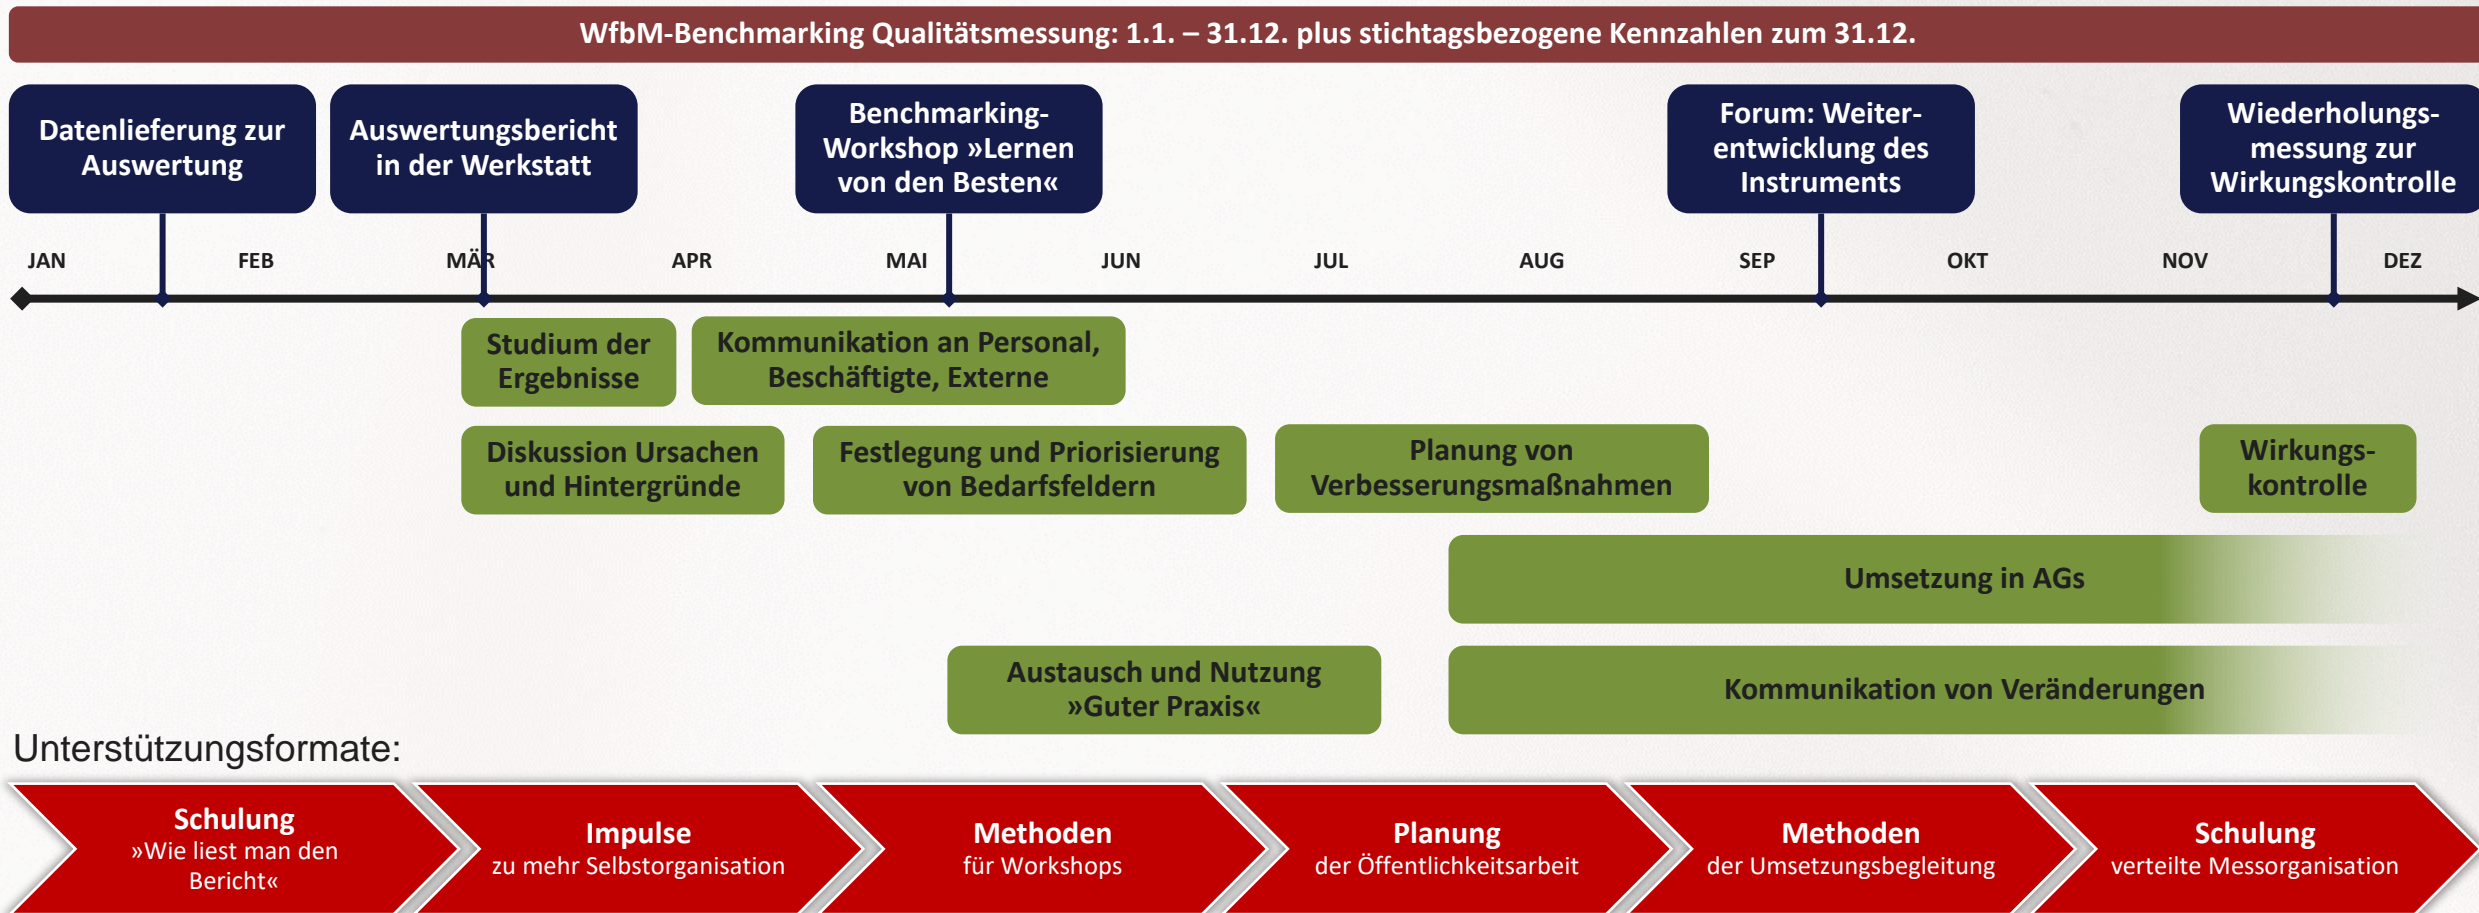 WfbM-Benchmarking Qualitätsmessung: 1.1. – 31.12. plus stichtagsbezogene Kennzahlen zum 31.12.
Datenlieferung zur
Auswertung
Auswertungsbericht
in der Werkstatt
Benchmarking-
Workshop »Lernen
von den Besten«
Forum: Weiter-
entwicklung des
Instruments
Wiederholungs-
messung zur
Wirkungskontrolle
JAN FEB MÄR APR MAI JUN JUL AUG SEP OKT NOV DEZ
Studium der
Ergebnisse
Kommunikation an Personal,
Beschäftigte, Externe
Diskussion Ursachen
und Hintergründe
Festlegung und Priorisierung
von Bedarfsfeldern
Planung von
Verbesserungsmaßnahmen
Wirkungs-
kontrolle
Umsetzung in AGs
Austausch und Nutzung
»Guter Praxis«
Kommunikation von Veränderungen
Unterstützungsformate:
Schulung
»Wie liest man den
Bericht«
Impulse
zu mehr Selbstorganisation
Methoden
für Workshops
Planung
der Öffentlichkeitsarbeit
Methoden
der Umsetzungsbegleitung
Schulung
verteilte Messorganisation